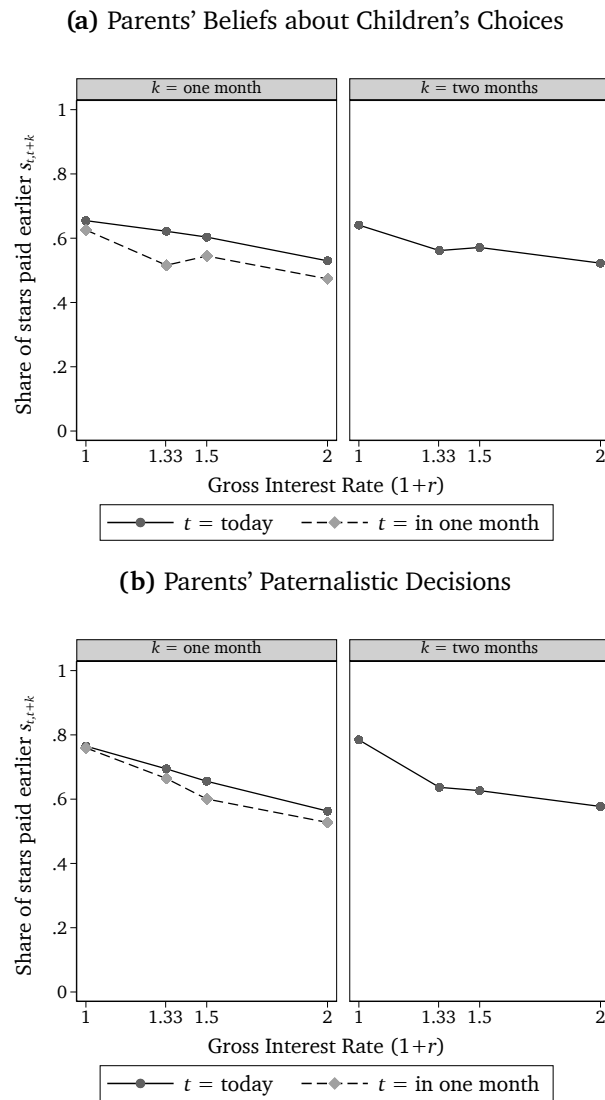 (a) Parents' Beliefs about Children's Choices
k = one month
k = two months
Share of stars paid earlier s_{t,t+k}
1
.8
.6
.4
.2
0
1 1.33 1.5 2
1 1.33 1.5 2
Gross Interest Rate (1+r)
t = today t = in one month
(b) Parents' Paternalistic Decisions
k = one month
k = two months
Share of stars paid earlier s_{t,t+k}
1
.8
.6
.4
.2
0
1 1.33 1.5 2
1 1.33 1.5 2
Gross Interest Rate (1+r)
t = today t = in one month